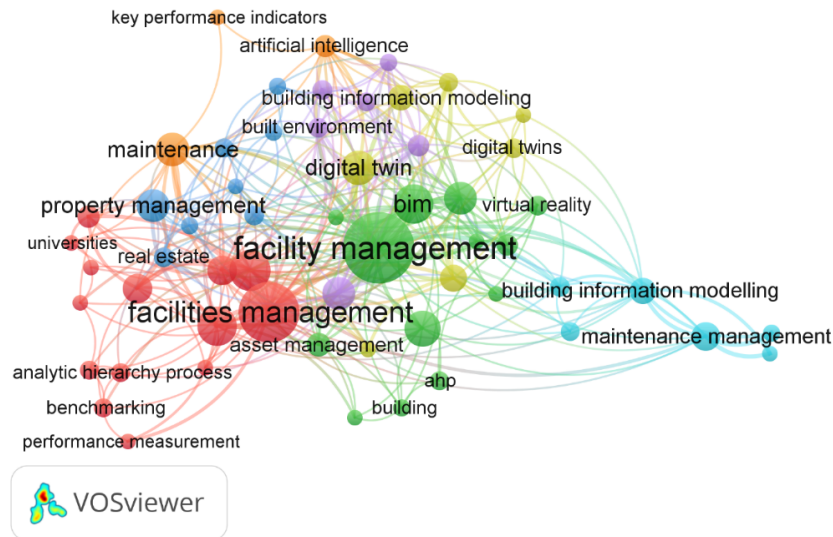 key performance indicators
artificial intelligence
building information modeling
built environment
maintenance
digital twins
digital twin
property management
bim
virtual reality
universities
facility management
real estate
building information modelling
facilities management
maintenance management
asset management
analytic hierarchy process
ahp
benchmarking
building
performance measurement
VOSviewer